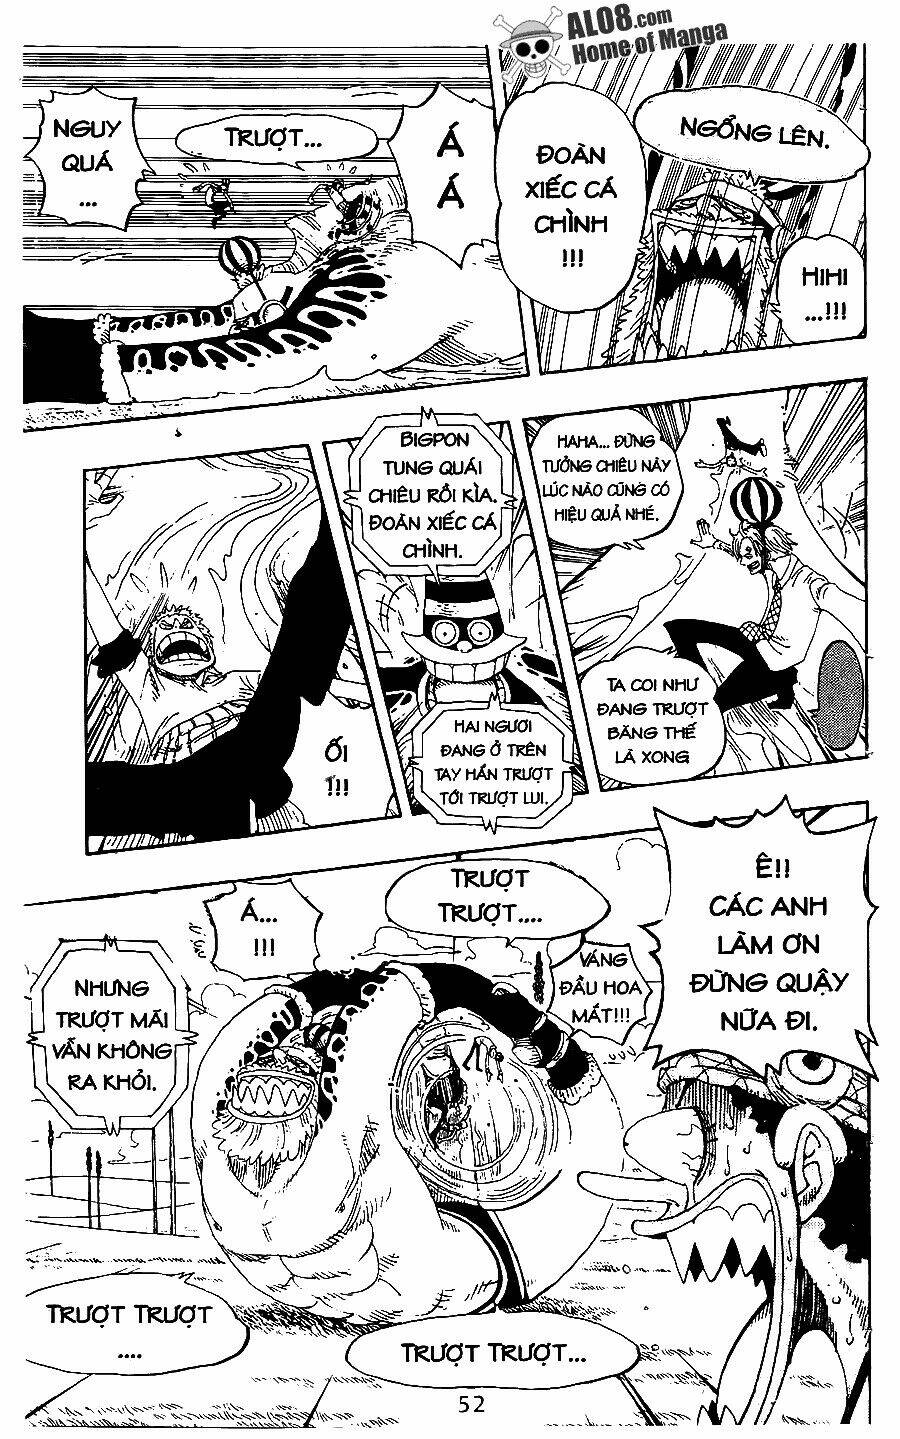 ALO8.com
Home of Manga
NGỔNG LÊN.
ĐOÀN
XIẾC CÁ
CHÌNH
!!!
HIHI
...!!!
Á
Á
TRƯỢT...
NGUY
QUÁ
...
HAHA... ĐỪNG
TƯỞNG CHIÊU NÀY
LÚC NÀO CŨNG CÓ
HIỆU QUẢ NHÉ.
TA COI NHƯ
ĐANG TRƯỢT
BĂNG THẾ
LÀ XONG
BIGPON
TUNG QUÁI
CHIÊU RỒI KÌA.
ĐOÀN XIẾC CÁ
CHÌNH.
HAI NGƯƠI
ĐANG Ở TRÊN
TAY HẮN TRƯỢT
TỚI TRƯỢT LUI.
ỐI
!!!
Ê!!
CÁC ANH
LÀM ƠN
ĐỪNG QUẬY
NỮA ĐI.
TRƯỢT
TRƯỢT....
VÁNG
ĐẦU HOA
MẮT!!!
Á...
!!!
NHƯNG
TRƯỢT MÃI
VẪN KHÔNG
RA KHỎI.
TRƯỢT TRƯỢT
....
TRƯỢT TRƯỢT...
52